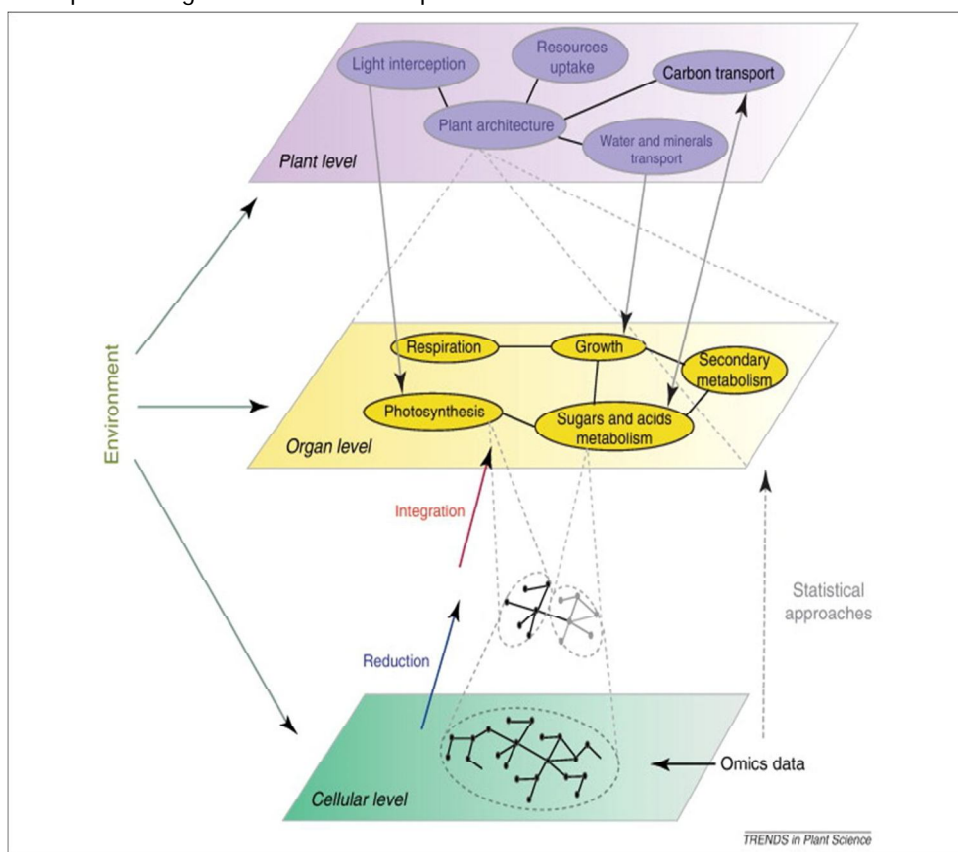 Resources
uptake
Light interception
Carbon transport
Plant architecture
Water and minerals
transport
Plant level
Environment
Respiration
Growth
Secondary
metabolism
Photosynthesis
Sugars and acids
metabolism
Organ level
Integration
Statistical
approaches
Reduction
Omics data
Cellular level
TRENDS in Plant Science